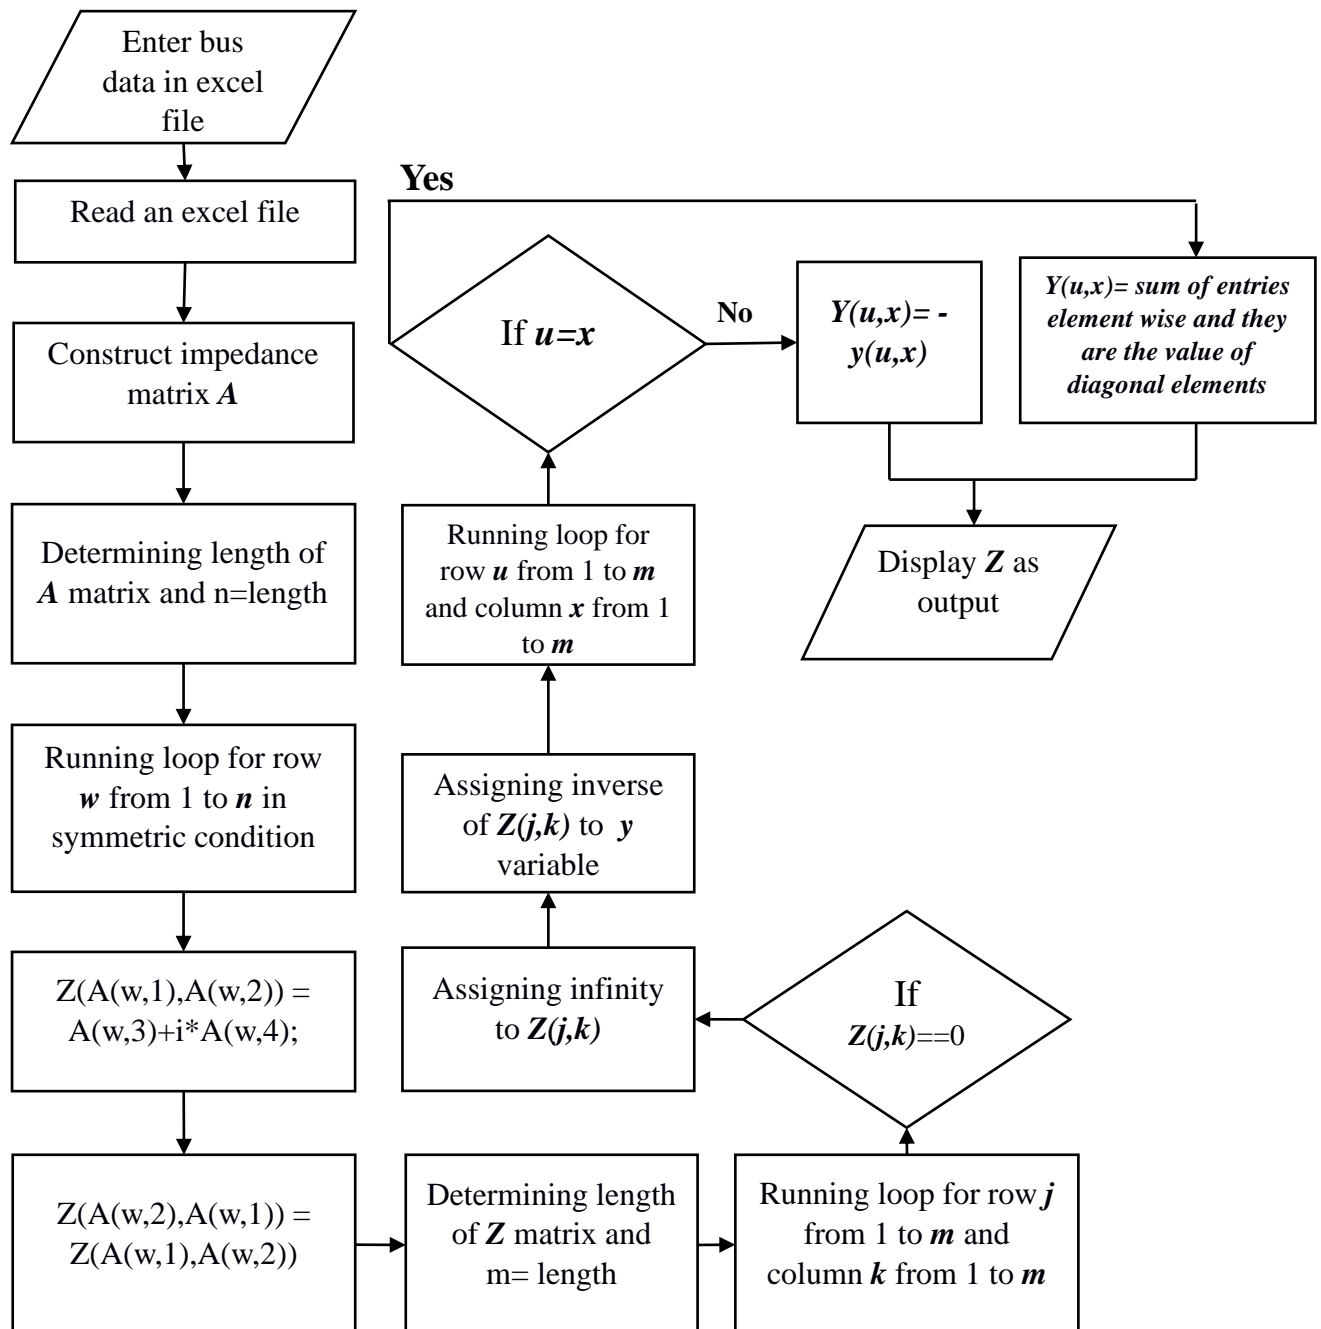 Enter bus
data in excel
file
Read an excel file
Construct impedance
matrix A
Determining length of
A matrix and n=length
Running loop for row
w from 1 to n in
symmetric condition
Z(A(w,1),A(w,2)) =
A(w,3)+i*A(w,4);
Z(A(w,2),A(w,1)) =
Z(A(w,1),A(w,2))
Determining length
of Z matrix and
m= length
Running loop for row j
from 1 to m and
column k from 1 to m
If
Z(j,k)==0
Assigning infinity
to Z(j,k)
Assigning inverse
of Z(j,k) to y
variable
Running loop for
row u from 1 to m
and column x from 1
to m
If u=x
Yes
No
Y(u,x)= -
y(u,x)
Y(u,x)= sum of entries
element wise and they
are the value of
diagonal elements
Display Z as
output